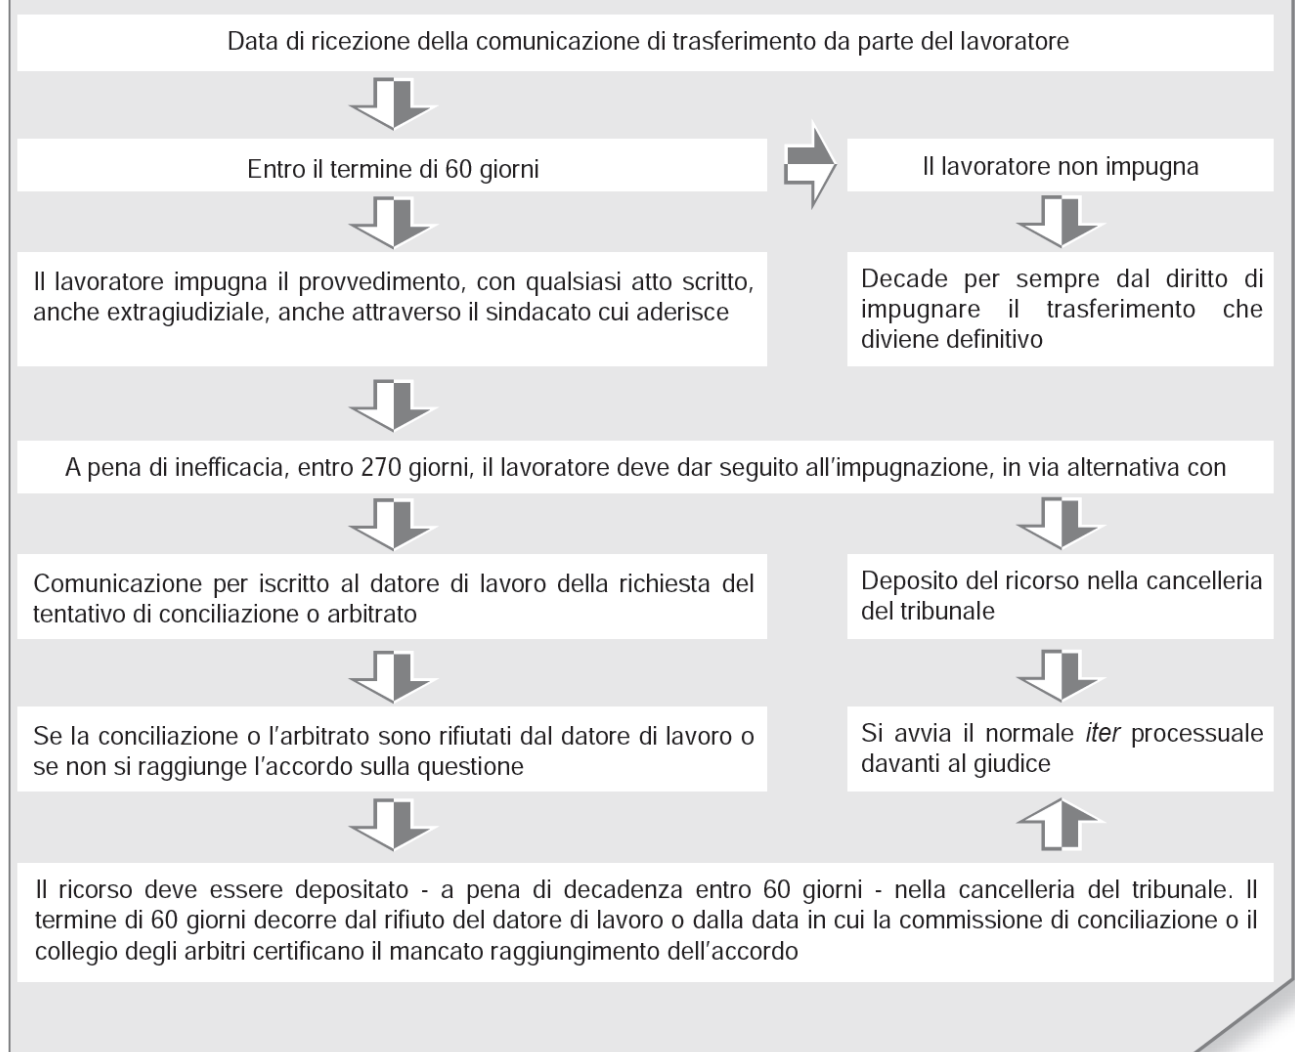 Data di ricezione della comunicazione di trasferimento da parte del lavoratore
Entro il termine di 60 giorni
Il lavoratore non impugna
Il lavoratore impugna il provvedimento, con qualsiasi atto scritto,
anche extragiudiziale, anche attraverso il sindacato cui aderisce
Decade per sempre dal diritto di
impugnare il trasferimento che
diviene definitivo
A pena di inefficacia, entro 270 giorni, il lavoratore deve dar seguito all'impugnazione, in via alternativa con
Comunicazione per iscritto al datore di lavoro della richiesta del
tentativo di conciliazione o arbitrato
Deposito del ricorso nella cancelleria
del tribunale
Se la conciliazione o l'arbitrato sono rifiutati dal datore di lavoro o
se non si raggiunge l'accordo sulla questione
Si avvia il normale iter processuale
davanti al giudice
Il ricorso deve essere depositato - a pena di decadenza entro 60 giorni - nella cancelleria del tribunale. Il
termine di 60 giorni decorre dal rifiuto del datore di lavoro o dalla data in cui la commissione di conciliazione o il
collegio degli arbitri certificano il mancato raggiungimento dell'accordo